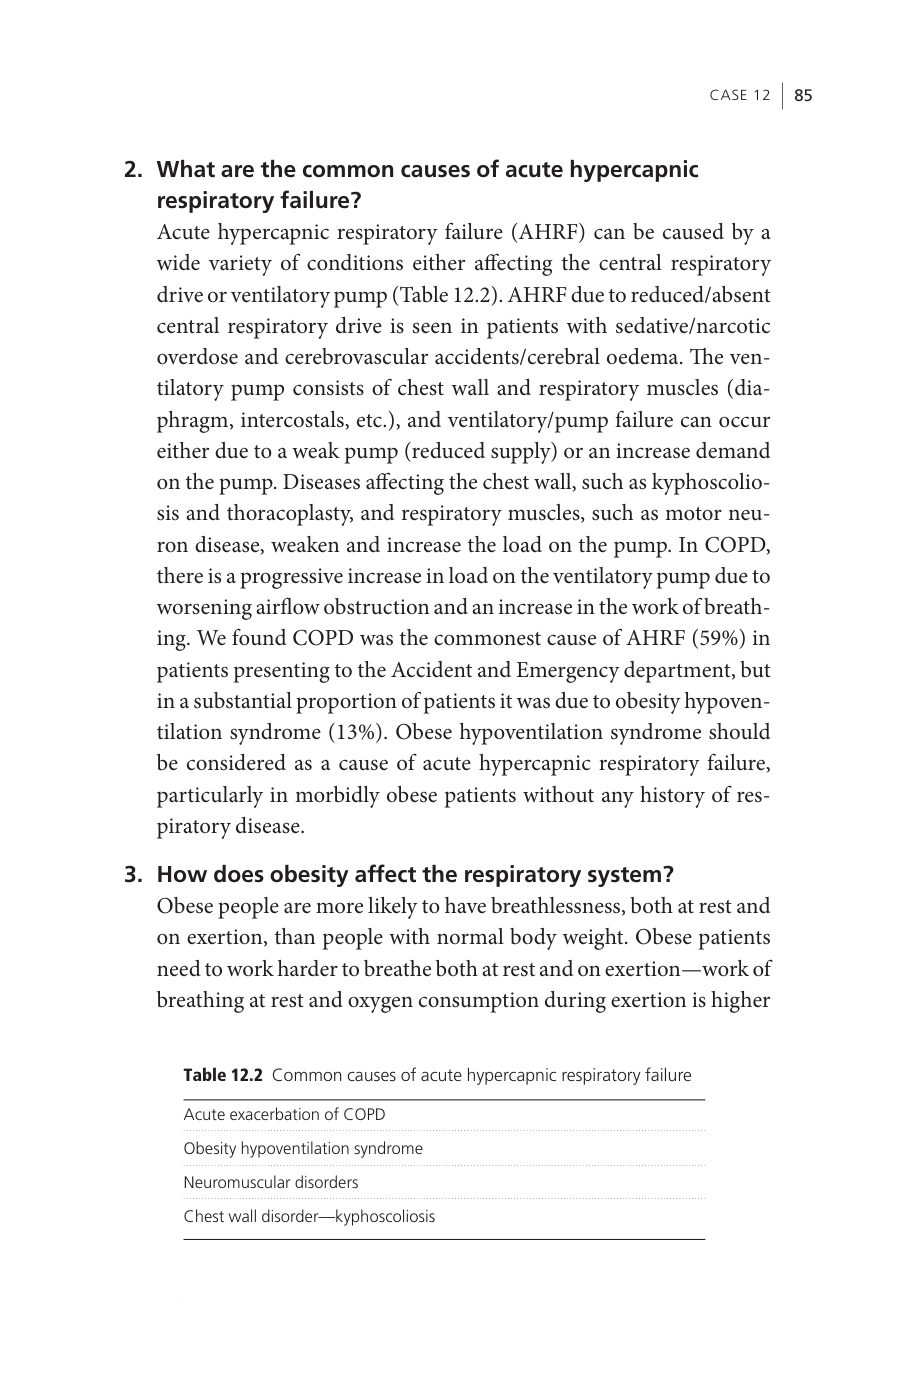 CASE 12 | 85
2. What are the common causes of acute hypercapnic
respiratory failure?
Acute hypercapnic respiratory failure (AHRF) can be caused by a
wide variety of conditions either affecting the central respiratory
drive or ventilatory pump (Table 12.2). AHRF due to reduced/absent
central respiratory drive is seen in patients with sedative/narcotic
overdose and cerebrovascular accidents/cerebral oedema. The ven-
tilatory pump consists of chest wall and respiratory muscles (dia-
phragm, intercostals, etc.), and ventilatory/pump failure can occur
either due to a weak pump (reduced supply) or an increase demand
on the pump. Diseases affecting the chest wall, such as kyphoscolio-
sis and thoracoplasty, and respiratory muscles, such as motor neu-
ron disease, weaken and increase the load on the pump. In COPD,
there is a progressive increase in load on the ventilatory pump due to
worsening airflow obstruction and an increase in the work of breath-
ing. We found COPD was the commonest cause of AHRF (59%) in
patients presenting to the Accident and Emergency department, but
in a substantial proportion of patients it was due to obesity hypoven-
tilation syndrome (13%). Obese hypoventilation syndrome should
be considered as a cause of acute hypercapnic respiratory failure,
particularly in morbidly obese patients without any history of res-
piratory disease.
3. How does obesity affect the respiratory system?
Obese people are more likely to have breathlessness, both at rest and
on exertion, than people with normal body weight. Obese patients
need to work harder to breathe both at rest and on exertion—work of
breathing at rest and oxygen consumption during exertion is higher
Table 12.2 Common causes of acute hypercapnic respiratory failure
Acute exacerbation of COPD
Obesity hypoventilation syndrome
Neuromuscular disorders
Chest wall disorder—kyphoscoliosis